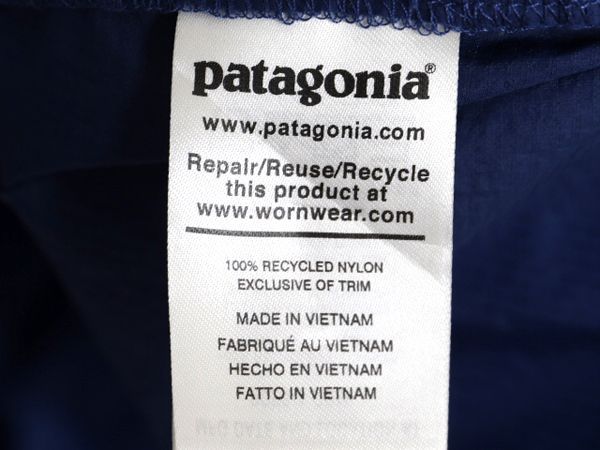 patagonia®
www.patagonia.com
Repair/Reuse/Recycle
this product at
www.wornwear.com
100% RECYCLED NYLON
EXCLUSIVE OF TRIM
MADE IN VIETNAM
FABRIQUÉ AU VIETNAM
HECHO EN VIETNAM
FATTO IN VIETNAM